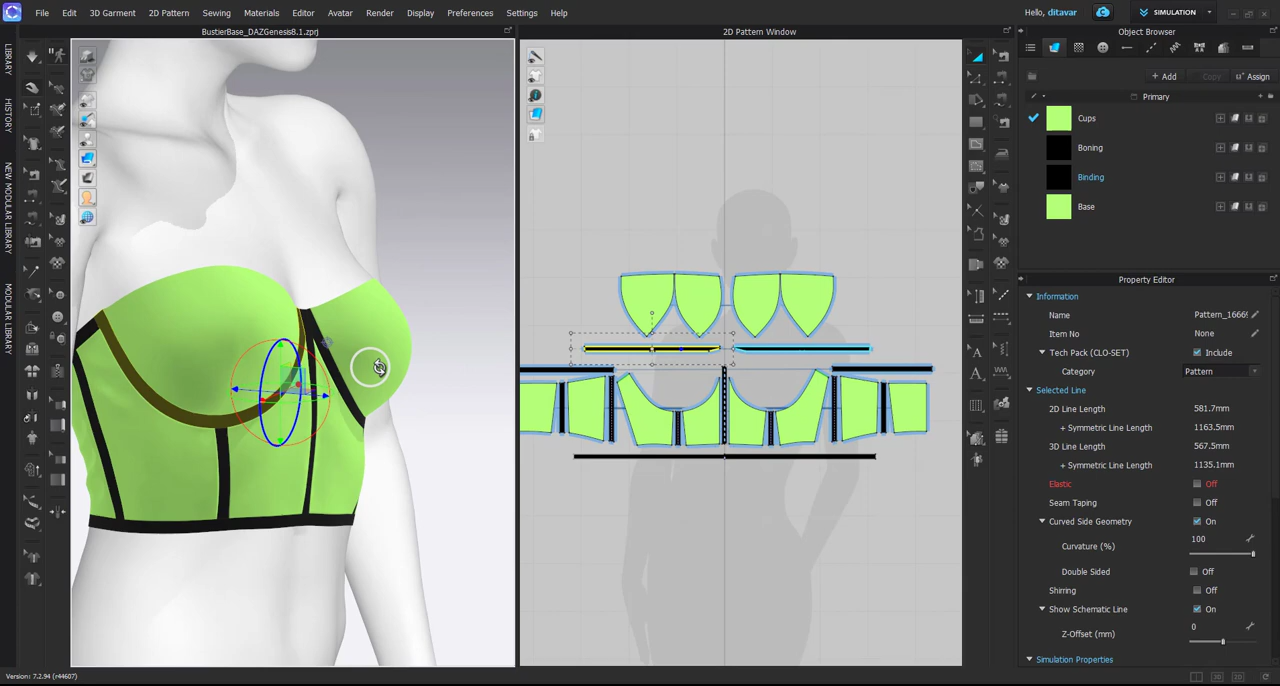 File Edit 3D Garment 2D Pattern Sewing Materials Editor Avatar Render Display Preferences Settings Help
Hello, ditavar
SIMULATION
BustierBase_DAZGenesis8.1.zprj
2D Pattern Window
Object Browser
LIBRARY
HISTORY
NEW MODULAR LIBRARY
MODULAR LIBRARY
+ Add
Copy
Assign
Primary
Cups
Boning
Binding
Base
Property Editor
Information
Name Pattern_1666
Item No None
Tech Pack (CLO-SET) Include
Category Pattern
Selected Line
2D Line Length 581.7mm
+ Symmetric Line Length 1163.5mm
3D Line Length 567.5mm
+ Symmetric Line Length 1135.1mm
Elastic Off
Seam Taping Off
Curved Side Geometry On
Curvature (%) 100
Double Sided Off
Shirring Off
Show Schematic Line On
Z-Offset (mm) 0
Simulation Properties
Version: 7.2.94 (r44607)
3D
2D